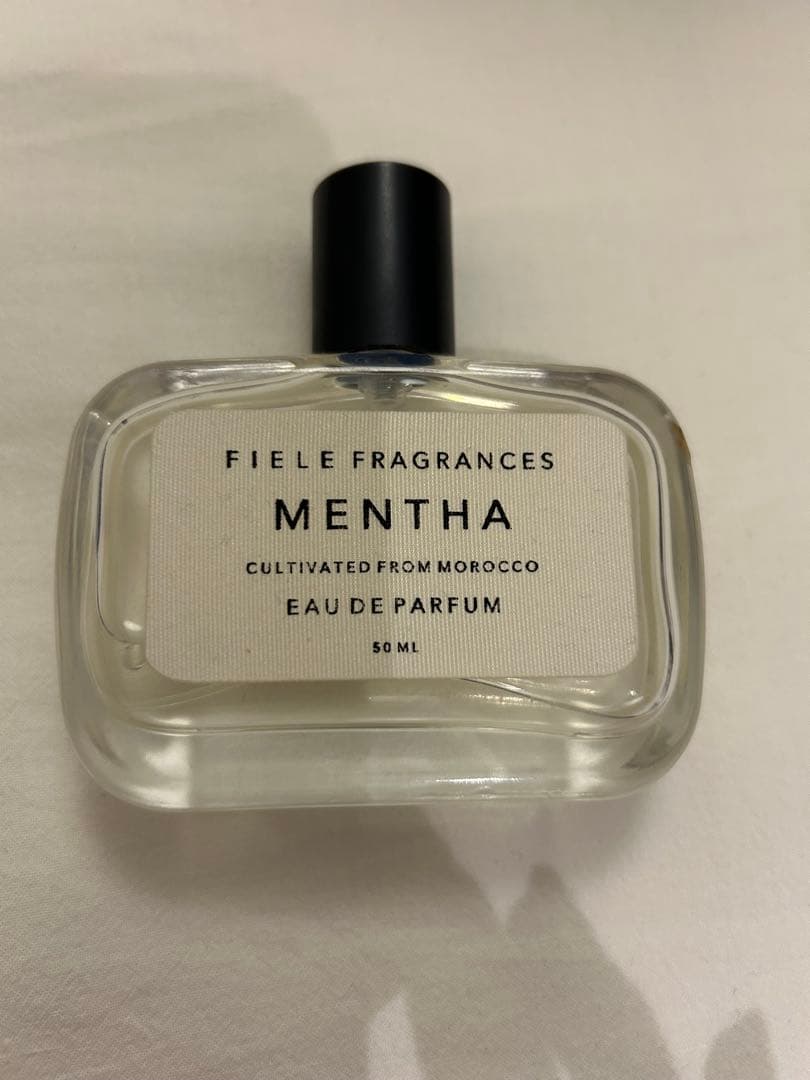 FIELE FRAGRANCES
MENTHA
CULTIVATED FROM MOROCCO
EAU DE PARFUM
50 ML